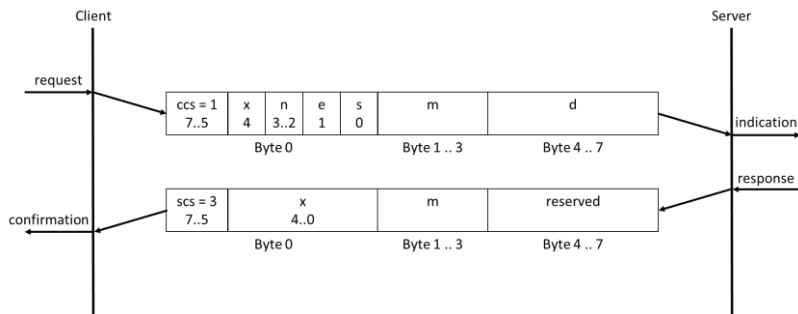 Client Server
request
ccs = 1 x n e s m d
7..5 4 3..2 1 0
indication
Byte 0 Byte 1 .. 3 Byte 4 .. 7
response
scs = 3 x m reserved
7..5 4..0
confirmation
Byte 0 Byte 1 .. 3 Byte 4 .. 7